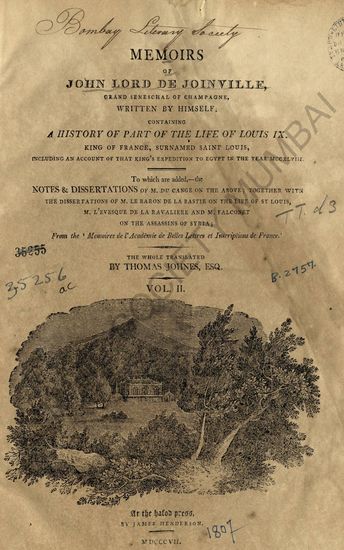 Bombay Literary Society
MEMOIRS
OF
JOHN LORD DE JOINVILLE,
GRAND SENESCHAL OF CHAMPAGNE,
WRITTEN BY HIMSELF;
CONTAINING
A HISTORY OF PART OF THE LIFE OF LOUIS IX.
KING OF FRANCE, SURNAMED SAINT LOUIS,
INCLUDING AN ACCOUNT OF THAT KING'S EXPEDITION TO EGYPT IN THE YEAR MCCXLVIII.
To which are added,—the
NOTES & DISSERTATIONS OF M. DU CANGE ON THE ABOVE; TOGETHER WITH
THE DISSERTATIONS OF M. LE BARON DE LA BASTIE ON THE LIFE OF ST LOUIS,
M. L'EVESQUE DE LA RAVALIERE AND M. FALCONET
ON THE ASSASSINS OF SYRIA;
From the 'Memoires de l'Académie de Belles Lettres et Inscriptions de France.'
TT. d3
35255
35256
ac
B.2757
THE WHOLE TRANSLATED
BY THOMAS JOHNES, ESQ.
VOL. II.
MUMBAI
At the hafod press,
BY JAMES HENDERSON.
1807
MDCCCVII.